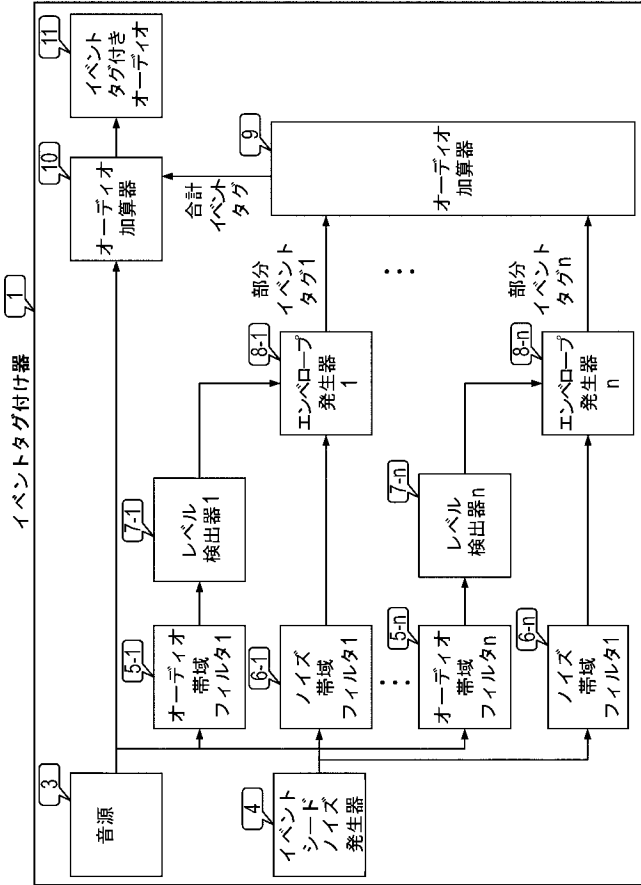 イベントタグ付け器
1
3
音源
4
イベント
シード
ノイズ
発生器
5-1
オーディオ
帯域
フィルタ1
6-1
ノイズ
帯域
フィルタ1
5-n
オーディオ
帯域
フィルタn
6-n
ノイズ
帯域
フィルタ1
7-1
レベル
検出器1
7-n
レベル
検出器n
8-1
エンベロープ
発生器
1
8-n
エンベロープ
発生器
n
部分
イベント
タグ1
部分
イベント
タグn
9
オーディオ
加算器
合計
イベント
タグ
10
オーディオ
加算器
11
イベント
タグ付き
オーディオ